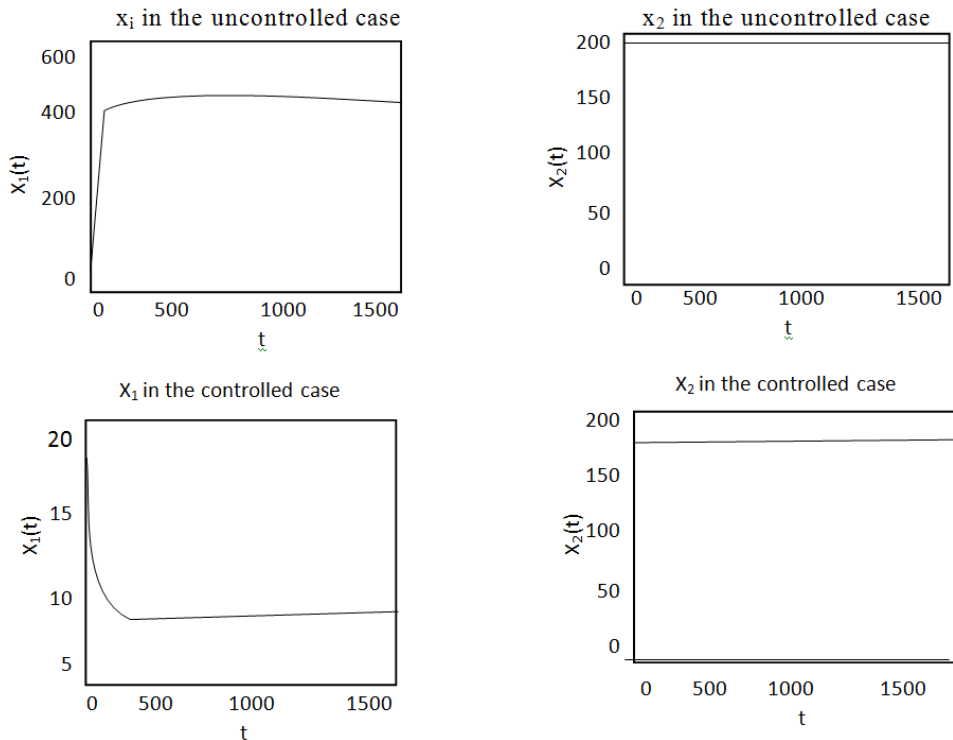 xᵢ in the uncontrolled case
600
400
200
0
X₁(t)
0 500 1000 1500
t
x₂ in the uncontrolled case
200
150
100
50
0
X₂(t)
0 500 1000 1500
t
X₁ in the controlled case
20
15
10
5
X₁(t)
0 500 1000 1500
t
X₂ in the controlled case
200
150
100
50
0
X₂(t)
0 500 1000 1500
t